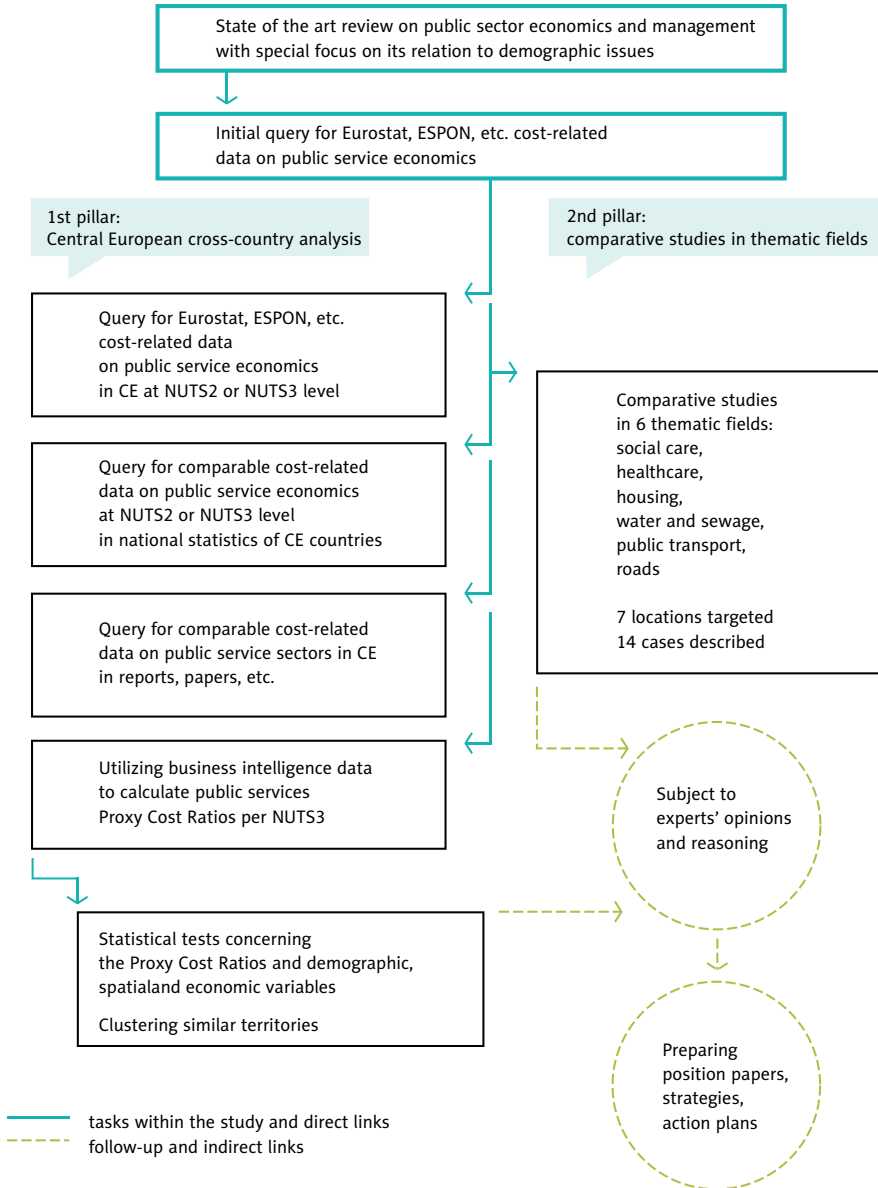 State of the art review on public sector economics and management
with special focus on its relation to demographic issues
Initial query for Eurostat, ESPON, etc. cost-related
data on public service economics
1st pillar:
Central European cross-country analysis
2nd pillar:
comparative studies in thematic fields
Query for Eurostat, ESPON, etc.
cost-related data
on public service economics
in CE at NUTS2 or NUTS3 level
Query for comparable cost-related
data on public service economics
at NUTS2 or NUTS3 level
in national statistics of CE countries
Query for comparable cost-related
data on public service sectors in CE
in reports, papers, etc.
Utilizing business intelligence data
to calculate public services
Proxy Cost Ratios per NUTS3
Statistical tests concerning
the Proxy Cost Ratios and demographic,
spatialand economic variables
Clustering similar territories
Comparative studies
in 6 thematic fields:
social care,
healthcare,
housing,
water and sewage,
public transport,
roads
7 locations targeted
14 cases described
Subject to
experts' opinions
and reasoning
Preparing
position papers,
strategies,
action plans
tasks within the study and direct links
follow-up and indirect links